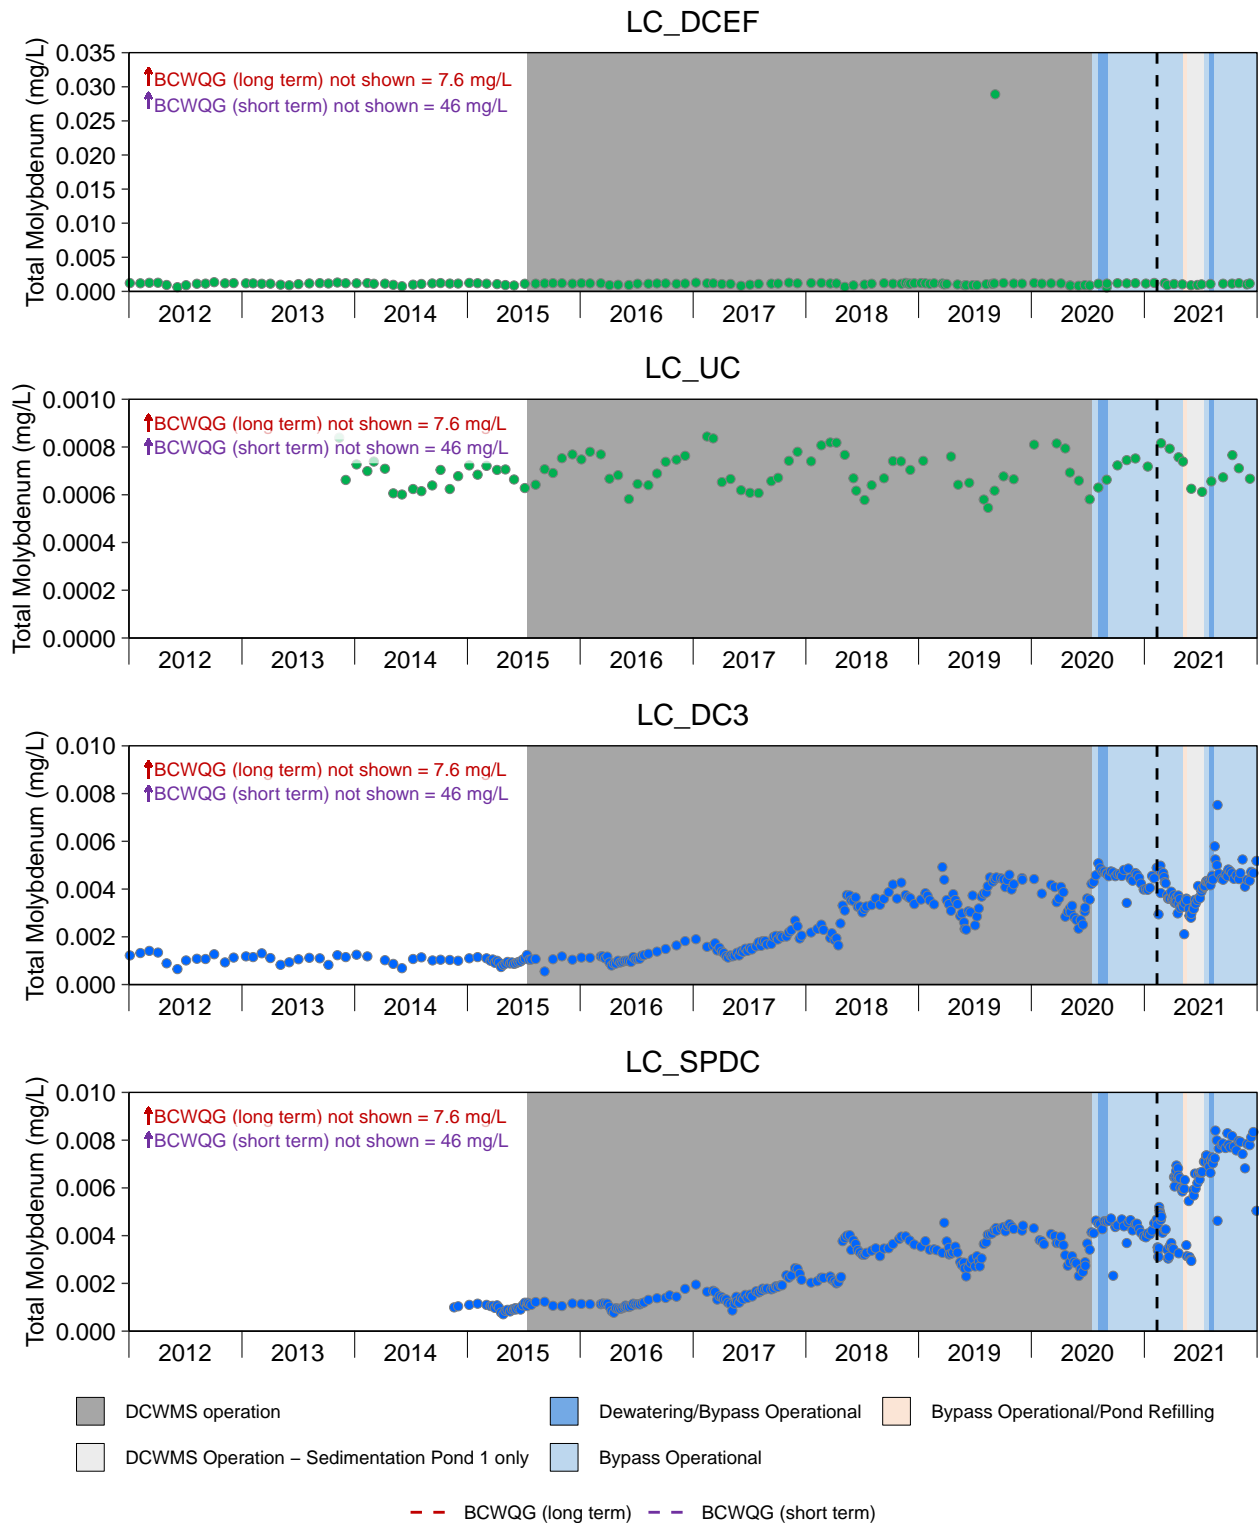 LC_DCEF
Total Molybdenum (mg/L)
0.035
0.030
0.025
0.020
0.015
0.010
0.005
0.000
BCWQG (long term) not shown = 7.6 mg/L
BCWQG (short term) not shown = 46 mg/L
2012 2013 2014 2015 2016 2017 2018 2019 2020 2021
LC_UC
Total Molybdenum (mg/L)
0.0010
0.0008
0.0006
0.0004
0.0002
0.0000
BCWQG (long term) not shown = 7.6 mg/L
BCWQG (short term) not shown = 46 mg/L
2012 2013 2014 2015 2016 2017 2018 2019 2020 2021
LC_DC3
Total Molybdenum (mg/L)
0.010
0.008
0.006
0.004
0.002
0.000
BCWQG (long term) not shown = 7.6 mg/L
BCWQG (short term) not shown = 46 mg/L
2012 2013 2014 2015 2016 2017 2018 2019 2020 2021
LC_SPDC
Total Molybdenum (mg/L)
0.010
0.008
0.006
0.004
0.002
0.000
BCWQG (long term) not shown = 7.6 mg/L
BCWQG (short term) not shown = 46 mg/L
2012 2013 2014 2015 2016 2017 2018 2019 2020 2021
DCWMS operation
Dewatering/Bypass Operational
Bypass Operational/Pond Refilling
DCWMS Operation − Sedimentation Pond 1 only
Bypass Operational
BCWQG (long term)
BCWQG (short term)